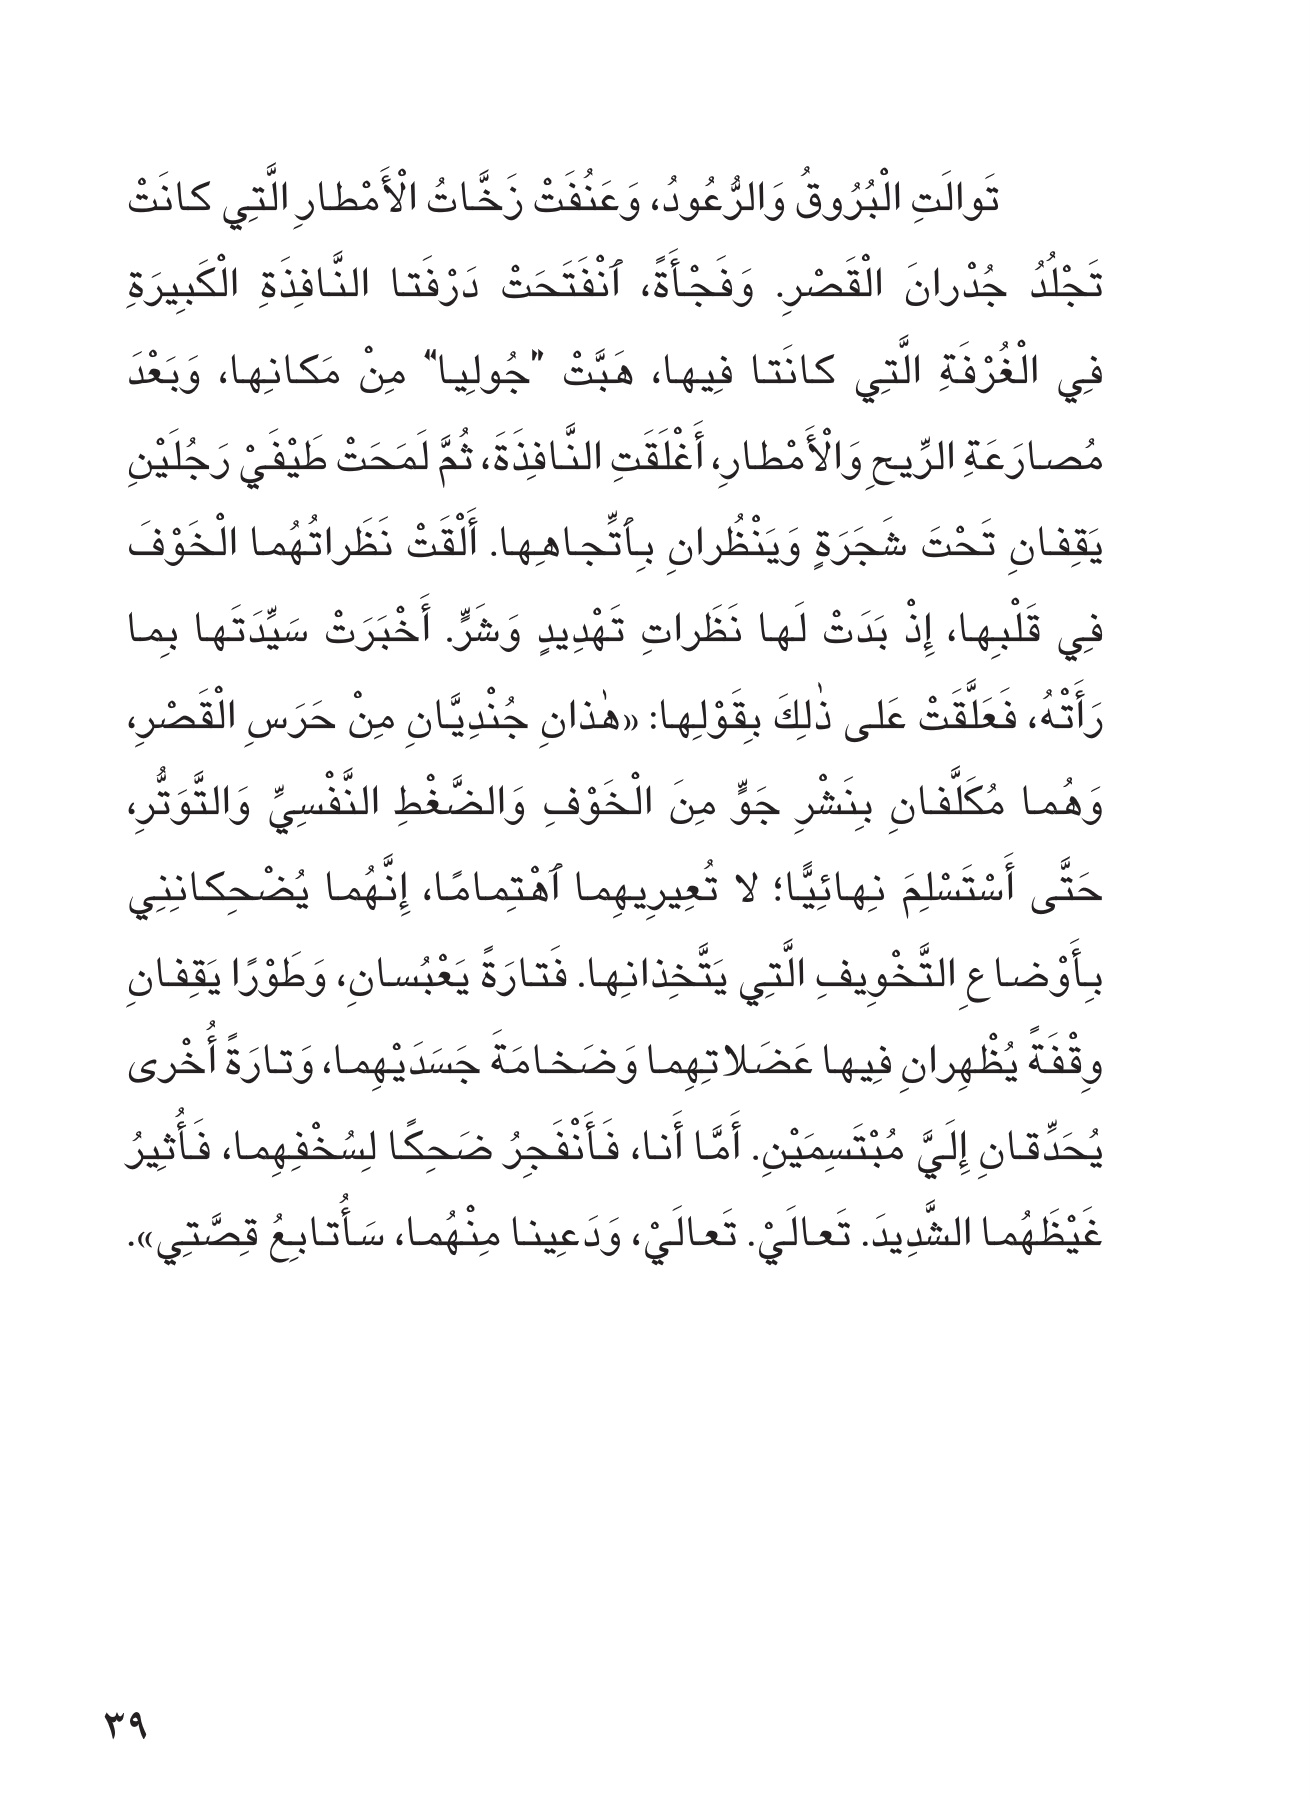 تَوالَتِ الْبُرُوقُ وَالرُّعُودُ، وَعَنُفَتْ زَخَّاتُ الْأَمْطارِ الَّتِي كانَتْ
تَجْلُدُ جُدْرانَ الْقَصْرِ. وَفَجْأَةً، ٱنْفَتَحَتْ دَرْفَتا النَّافِذَةِ الْكَبِيرَةِ
فِي الْغُرْفَةِ الَّتِي كانَتا فِيها، هَبَّتْ "جُولِيا" مِنْ مَكانِها، وَبَعْدَ
مُصارَعَةِ الرِّيحِ وَالْأَمْطارِ، أَغْلَقَتِ النَّافِذَةَ، ثُمَّ لَمَحَتْ طَيْفَيْ رَجُلَيْنِ
يَقِفانِ تَحْتَ شَجَرَةٍ وَيَنْظُرانِ بِٱتِّجاهِها. أَلْقَتْ نَظَراتُهُما الْخَوْفَ
فِي قَلْبِها، إِذْ بَدَتْ لَها نَظَراتِ تَهْدِيدٍ وَشَرٍّ. أَخْبَرَتْ سَيِّدَتَها بِما
رَأَتْهُ، فَعَلَّقَتْ عَلى ذٰلِكَ بِقَوْلِها: «هٰذانِ جُنْدِيَّانِ مِنْ حَرَسِ الْقَصْرِ،
وَهُما مُكَلَّفانِ بِنَشْرِ جَوٍّ مِنَ الْخَوْفِ وَالضَّغْطِ النَّفْسِيِّ وَالتَّوَتُّرِ،
حَتَّى أَسْتَسْلِمَ نِهائِيًّا؛ لا تُعِيرِيهِما ٱهْتِمامًا، إِنَّهُما يُضْحِكانِنِي
بِأَوْضاعِ التَّخْوِيفِ الَّتِي يَتَّخِذانِها. فَتارَةً يَعْبُسانِ، وَطَوْرًا يَقِفانِ
وِقْفَةً يُظْهِرانِ فِيها عَضَلاتِهِما وَضَخامَةَ جَسَدَيْهِما، وَتارَةً أُخْرى
يُحَدِّقانِ إِلَيَّ مُبْتَسِمَيْنِ. أَمَّا أَنا، فَأَنْفَجِرُ ضَحِكًا لِسُخْفِهِما، فَأُثِيرُ
غَيْظَهُما الشَّدِيدَ. تَعالَيْ. تَعالَيْ، وَدَعِينا مِنْهُما، سَأُتابِعُ قِصَّتِي».
٣٩